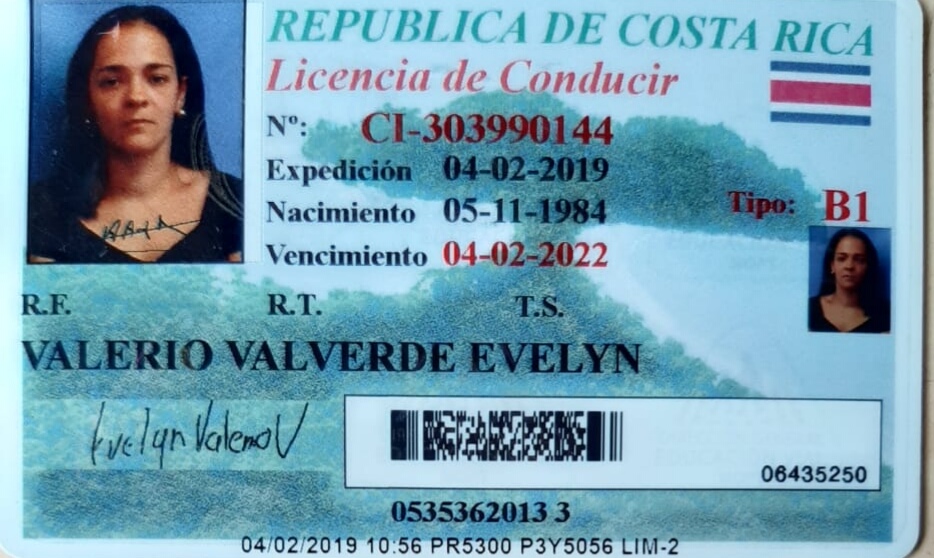 REPUBLICA DE COSTA RICA
Licencia de Conducir
Nº: CI-303990144
Expedición 04-02-2019
Nacimiento 05-11-1984
Tipo: B1
Vencimiento 04-02-2022
R.F. R.T. T.S.
VALERIO VALVERDE EVELYN
Evelyn Valerio V
06435250
0535362013 3
04/02/2019 10:56 PR5300 P3Y5056 LIM-2